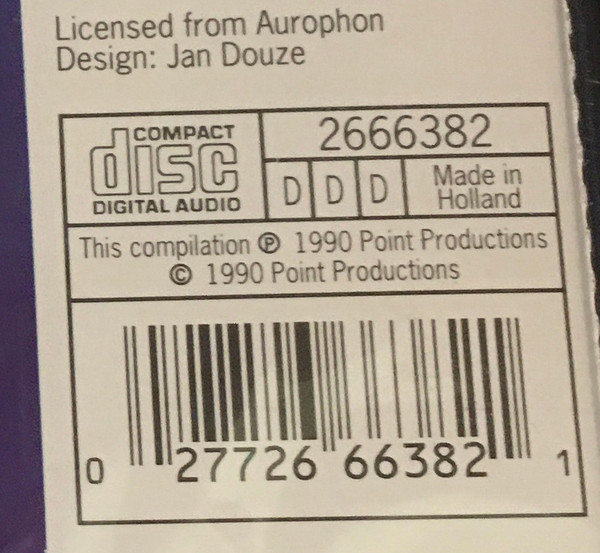 Licensed from Aurophon
Design: Jan Douze
COMPACT
disc
DIGITAL AUDIO
2666382
D D D
Made in
Holland
This compilation ℗ 1990 Point Productions
© 1990 Point Productions
0 27726 66382 1